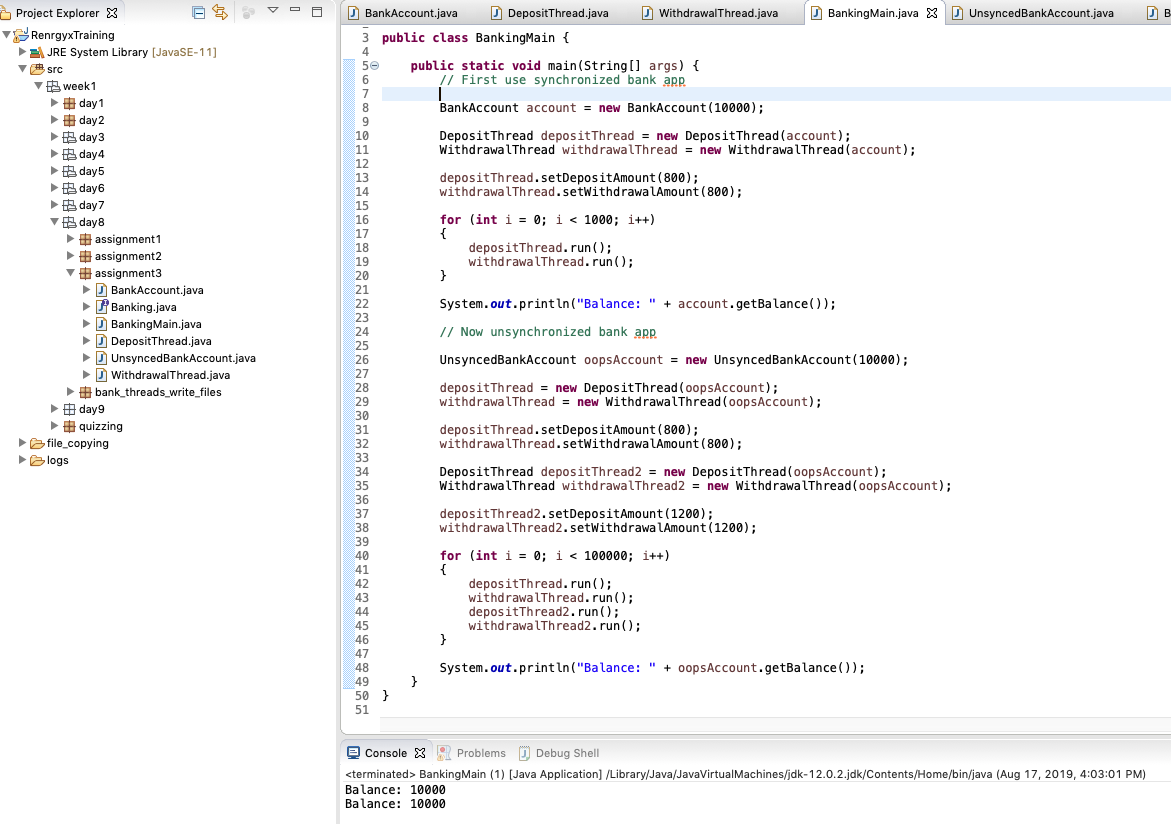 Project Explorer
RenrgyxTraining
JRE System Library [JavaSE-11]
src
week1
day1
day2
day3
day4
day5
day6
day7
day8
assignment1
assignment2
assignment3
BankAccount.java
Banking.java
BankingMain.java
DepositThread.java
UnsyncedBankAccount.java
WithdrawalThread.java
bank_threads_write_files
day9
quizzing
file_copying
logs
BankAccount.java DepositThread.java WithdrawalThread.java BankingMain.java UnsyncedBankAccount.java B
3 public class BankingMain {
4
5 public static void main(String[] args) {
6 // First use synchronized bank app
7
8 BankAccount account = new BankAccount(10000);
9
10 DepositThread depositThread = new DepositThread(account);
11 WithdrawalThread withdrawalThread = new WithdrawalThread(account);
12
13 depositThread.setDepositAmount(800);
14 withdrawalThread.setWithdrawalAmount(800);
15
16 for (int i = 0; i < 1000; i++)
17 {
18 depositThread.run();
19 withdrawalThread.run();
20 }
21
22 System.out.println("Balance: " + account.getBalance());
23
24 // Now unsynchronized bank app
25
26 UnsyncedBankAccount oopsAccount = new UnsyncedBankAccount(10000);
27
28 depositThread = new DepositThread(oopsAccount);
29 withdrawalThread = new WithdrawalThread(oopsAccount);
30
31 depositThread.setDepositAmount(800);
32 withdrawalThread.setWithdrawalAmount(800);
33
34 DepositThread depositThread2 = new DepositThread(oopsAccount);
35 WithdrawalThread withdrawalThread2 = new WithdrawalThread(oopsAccount);
36
37 depositThread2.setDepositAmount(1200);
38 withdrawalThread2.setWithdrawalAmount(1200);
39
40 for (int i = 0; i < 100000; i++)
41 {
42 depositThread.run();
43 withdrawalThread.run();
44 depositThread2.run();
45 withdrawalThread2.run();
46 }
47
48 System.out.println("Balance: " + oopsAccount.getBalance());
49 }
50 }
51
Console Problems Debug Shell
<terminated> BankingMain (1) [Java Application] /Library/Java/JavaVirtualMachines/jdk-12.0.2.jdk/Contents/Home/bin/java (Aug 17, 2019, 4:03:01 PM)
Balance: 10000
Balance: 10000